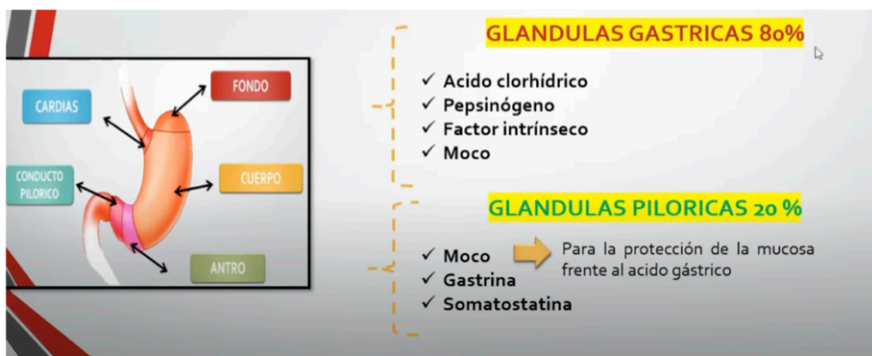 FONDO
CARDIAS
CONDUCTO
PILORICO
CUERPO
ANTRO
GLANDULAS GASTRICAS 80%
✓ Acido clorhídrico
✓ Pepsinógeno
✓ Factor intrínseco
✓ Moco
GLANDULAS PILORICAS 20 %
✓ Moco
✓ Gastrina
✓ Somatostatina
Para la protección de la mucosa
frente al acido gástrico